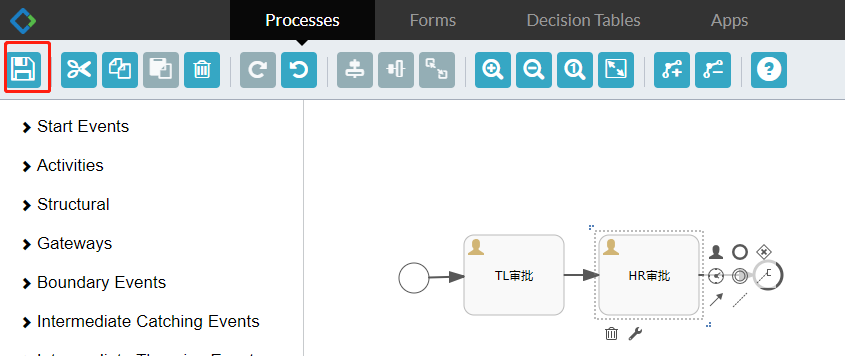 Processes Forms Decision Tables Apps
Start Events
Activities
Structural
Gateways
Boundary Events
Intermediate Catching Events
TL审批
HR审批